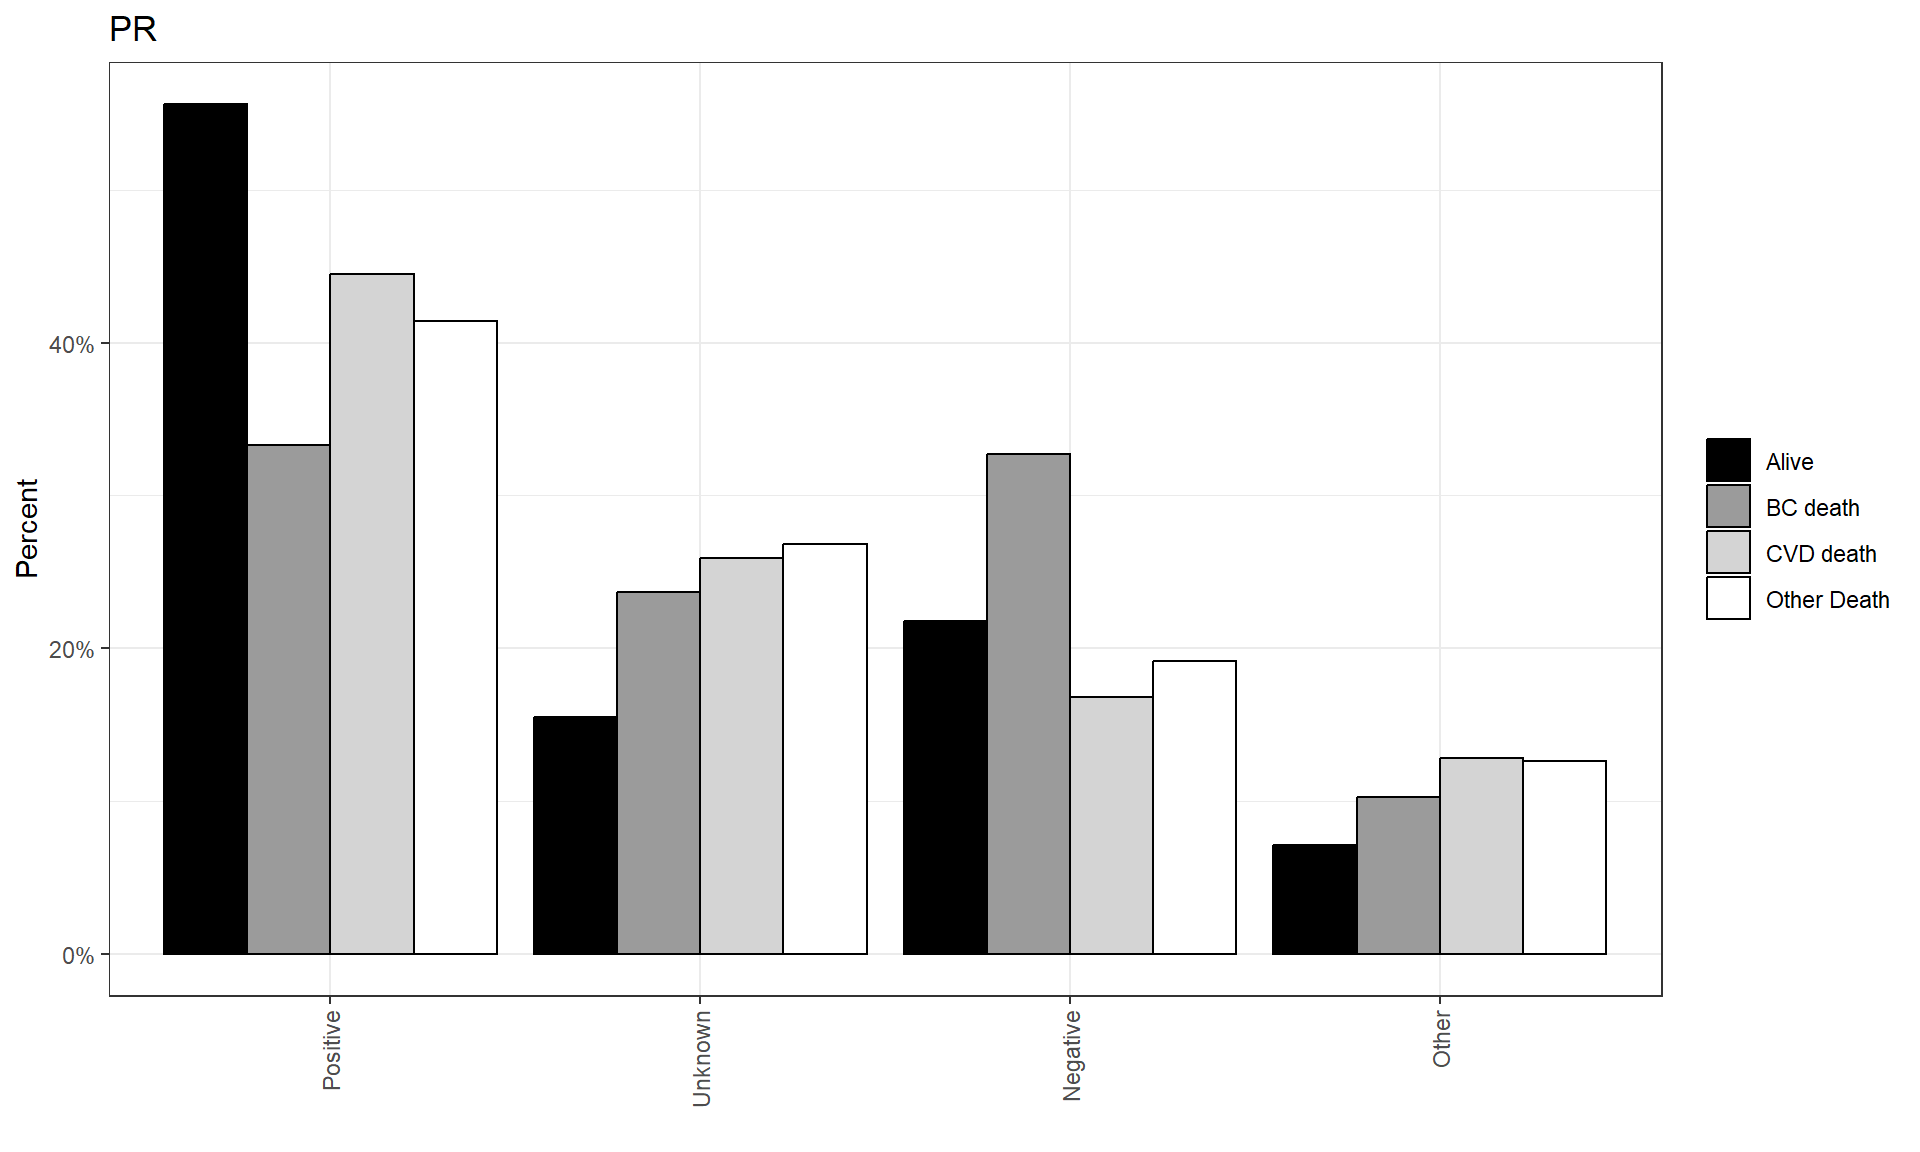 PR
Percent
40%
20%
0%
Positive
Unknown
Negative
Other
Alive
BC death
CVD death
Other Death